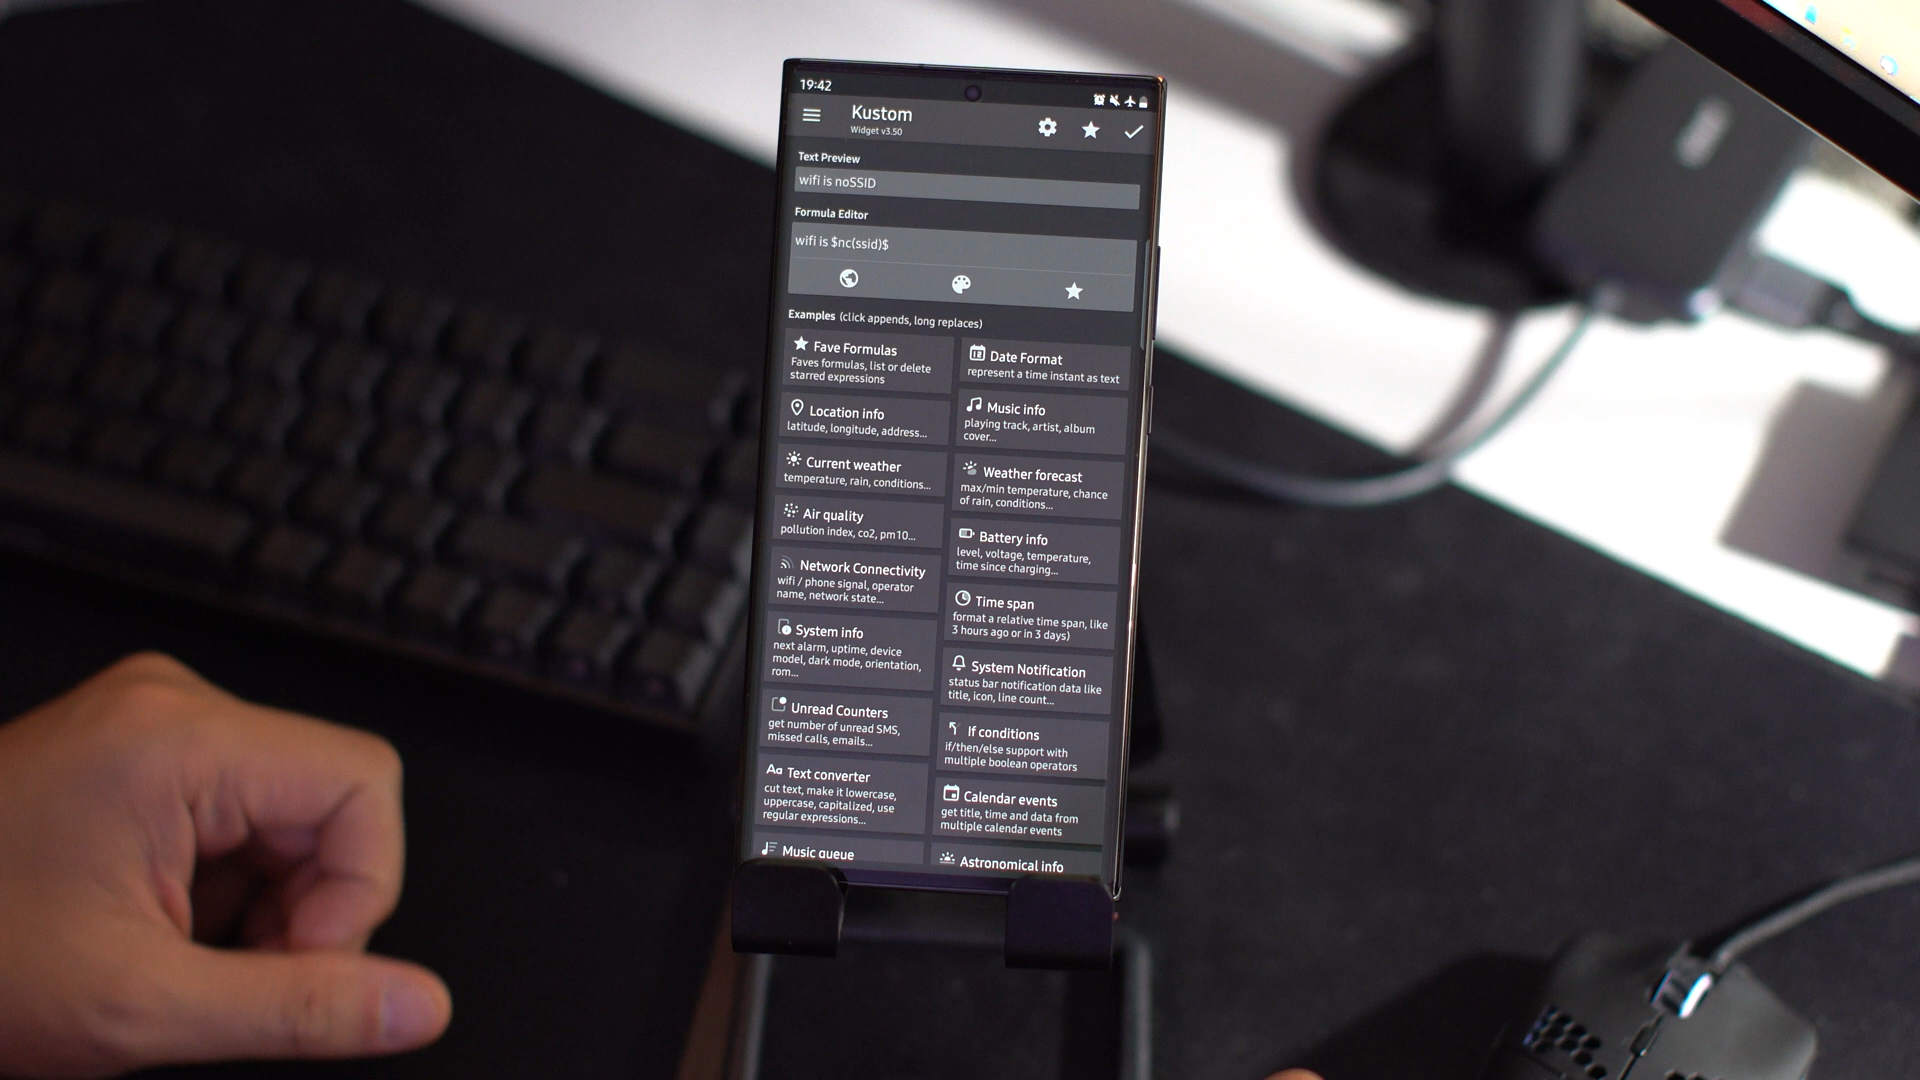 19:42
Kustom
Widget v3.50
Text Preview
wifi is noSSID
Formula Editor
wifi is $nc(ssid)$
Examples (click appends, long replaces)
Fave Formulas
Faves formulas, list or delete
starred expressions
Date Format
represent a time instant as text
Location info
latitude, longitude, address...
Music info
playing track, artist, album
cover...
Current weather
temperature, rain, conditions...
Weather forecast
max/min temperature, chance
of rain, conditions...
Air quality
pollution index, co2, pm10...
Battery info
level, voltage, temperature,
time since charging...
Network Connectivity
wifi / phone signal, operator
name, network state...
Time span
format a relative time span, like
3 hours ago or in 3 days)
System info
next alarm, uptime, device
model, dark mode, orientation,
rom...
System Notification
status bar notification data like
title, icon, line count...
Unread Counters
get number of unread SMS,
missed calls, emails...
If conditions
if/then/else support with
multiple boolean operators
Aa Text converter
cut text, make it lowercase,
uppercase, capitalized, use
regular expressions...
Calendar events
get title, time and data from
multiple calendar events
Music queue
Astronomical info